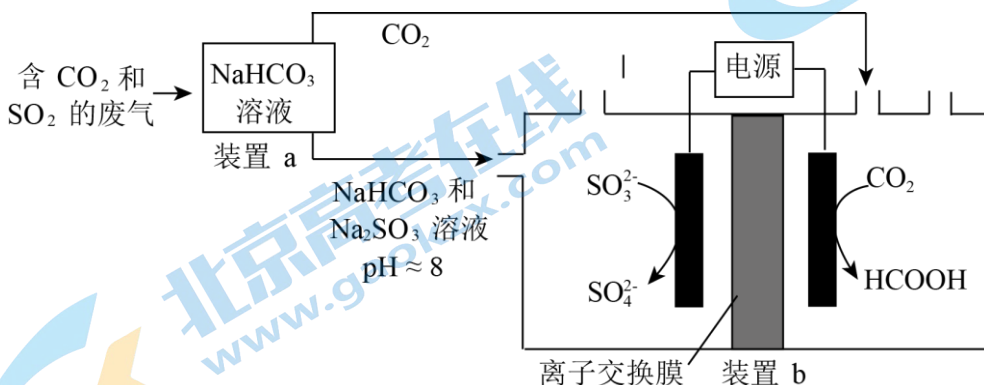 CO₂
含 CO₂ 和
SO₂ 的废气
NaHCO₃
溶液
装置 a
电源
NaHCO₃ 和
Na₂SO₃ 溶液
pH ≈ 8
SO₃²⁻
SO₄²⁻
CO₂
HCOOH
离子交换膜
装置 b
北京高考在线
www.gaokzx.com